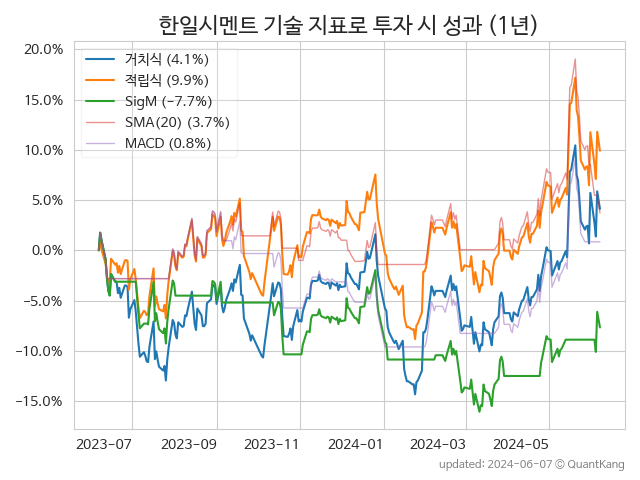 한일시멘트 기술 지표로 투자 시 성과 (1년)
20.0%
15.0%
10.0%
5.0%
0.0%
−5.0%
−10.0%
−15.0%
거치식 (4.1%)
적립식 (9.9%)
SigM (−7.7%)
SMA(20) (3.7%)
MACD (0.8%)
2023-07
2023-09
2023-11
2024-01
2024-03
2024-05
updated: 2024-06-07 © QuantKang